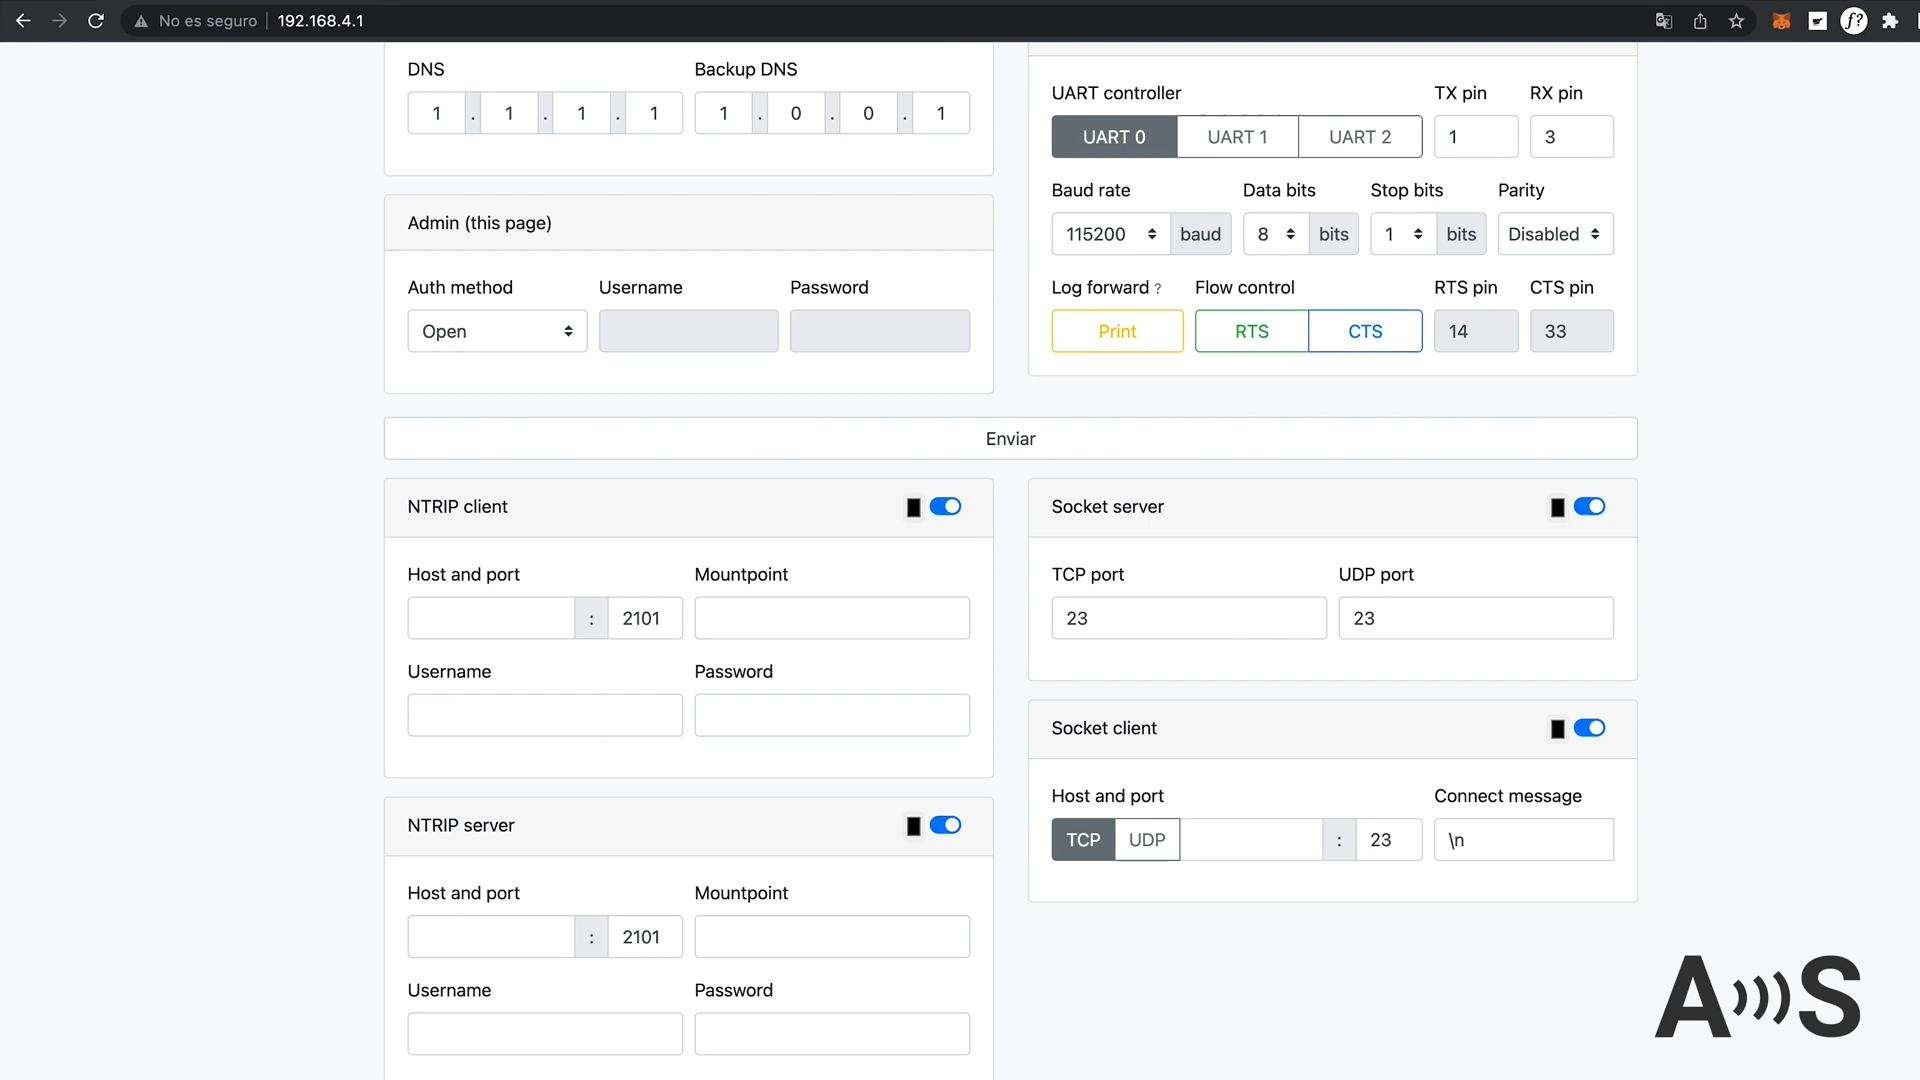 No es seguro 192.168.4.1
DNS Backup DNS
1 . 1 . 1 . 1 1 . 0 . 0 . 1
Admin (this page)
Auth method Username Password
Open
UART controller TX pin RX pin
UART 0 UART 1 UART 2 1 3
Baud rate Data bits Stop bits Parity
115200 baud 8 bits 1 bits Disabled
Log forward ? Flow control RTS pin CTS pin
Print RTS CTS 14 33
Enviar
NTRIP client
Host and port Mountpoint
: 2101
Username Password
NTRIP server
Host and port Mountpoint
: 2101
Username Password
Socket server
TCP port UDP port
23 23
Socket client
Host and port Connect message
TCP UDP : 23 \n
A S